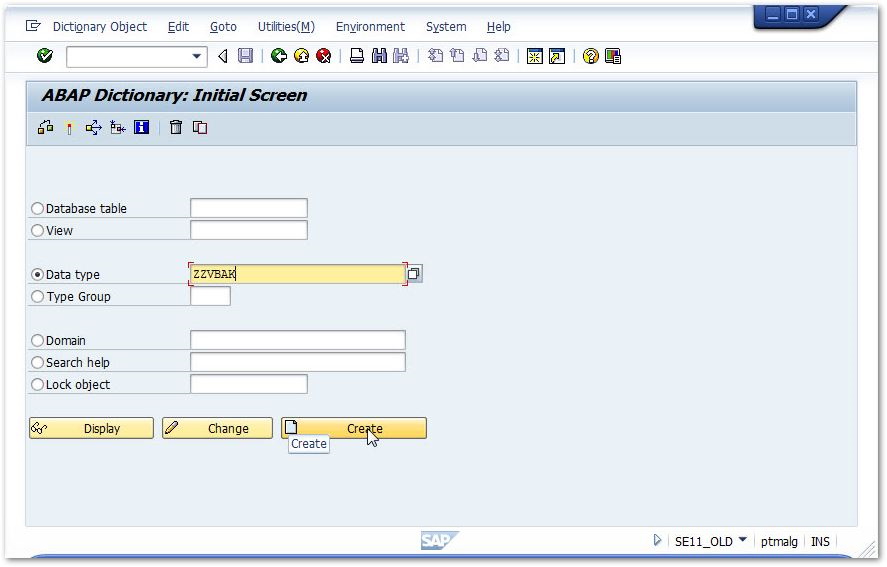 Dictionary Object Edit Goto Utilities(M) Environment System Help
ABAP Dictionary: Initial Screen
Database table
View
Data type ZZVBAK
Type Group
Domain
Search help
Lock object
Display Change Create
Create
SAP SE11_OLD ptmalg INS